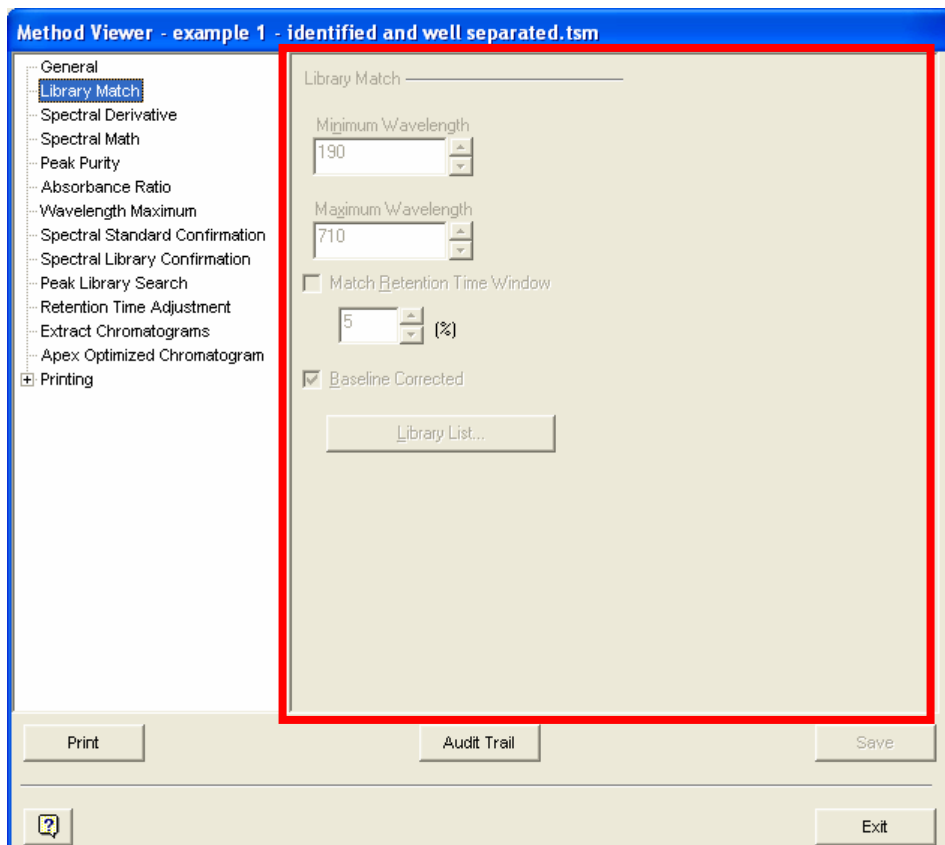 Method Viewer - example 1 - identified and well separated.tsm
General
Library Match
Spectral Derivative
Spectral Math
Peak Purity
Absorbance Ratio
Wavelength Maximum
Spectral Standard Confirmation
Spectral Library Confirmation
Peak Library Search
Retention Time Adjustment
Extract Chromatograms
Apex Optimized Chromatogram
Printing
Library Match
Minimum Wavelength
190
Maximum Wavelength
710
Match Retention Time Window
5 (%)
Baseline Corrected
Library List...
Print
Audit Trail
Save
?
Exit